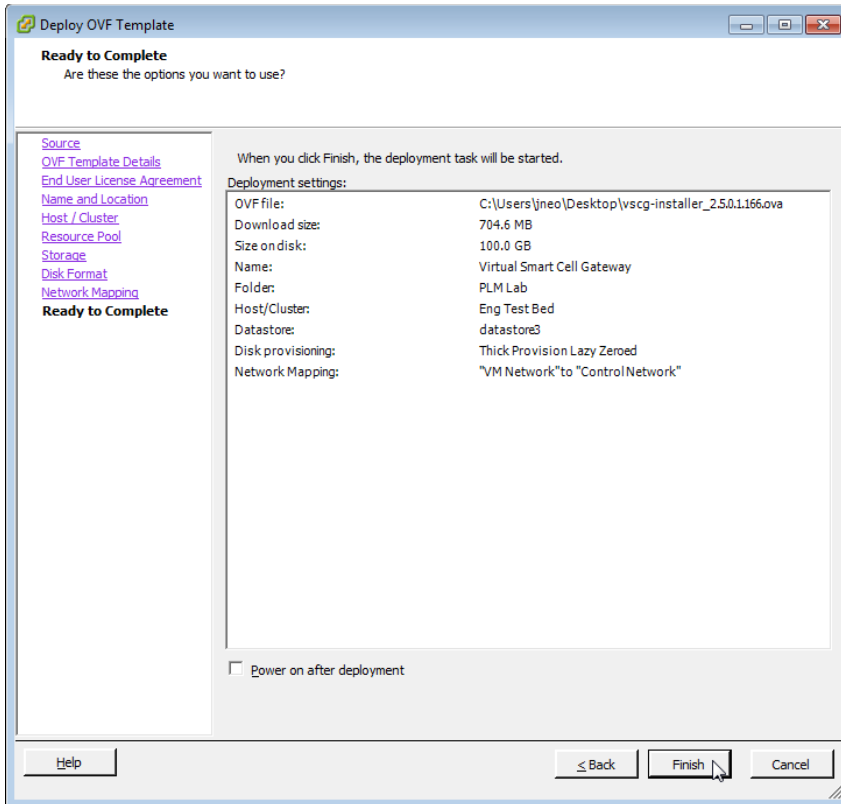 Deploy OVF Template
Ready to Complete
Are these the options you want to use?
Source
OVF Template Details
End User License Agreement
Name and Location
Host / Cluster
Resource Pool
Storage
Disk Format
Network Mapping
Ready to Complete
When you click Finish, the deployment task will be started.
Deployment settings:
OVF file: C:\Users\jneo\Desktop\vscg-installer_2.5.0.1.166.ova
Download size: 704.6 MB
Size on disk: 100.0 GB
Name: Virtual Smart Cell Gateway
Folder: PLM Lab
Host/Cluster: Eng Test Bed
Datastore: datastore3
Disk provisioning: Thick Provision Lazy Zeroed
Network Mapping: "VM Network"to "Control Network"
Power on after deployment
Help
≤ Back
Finish
Cancel